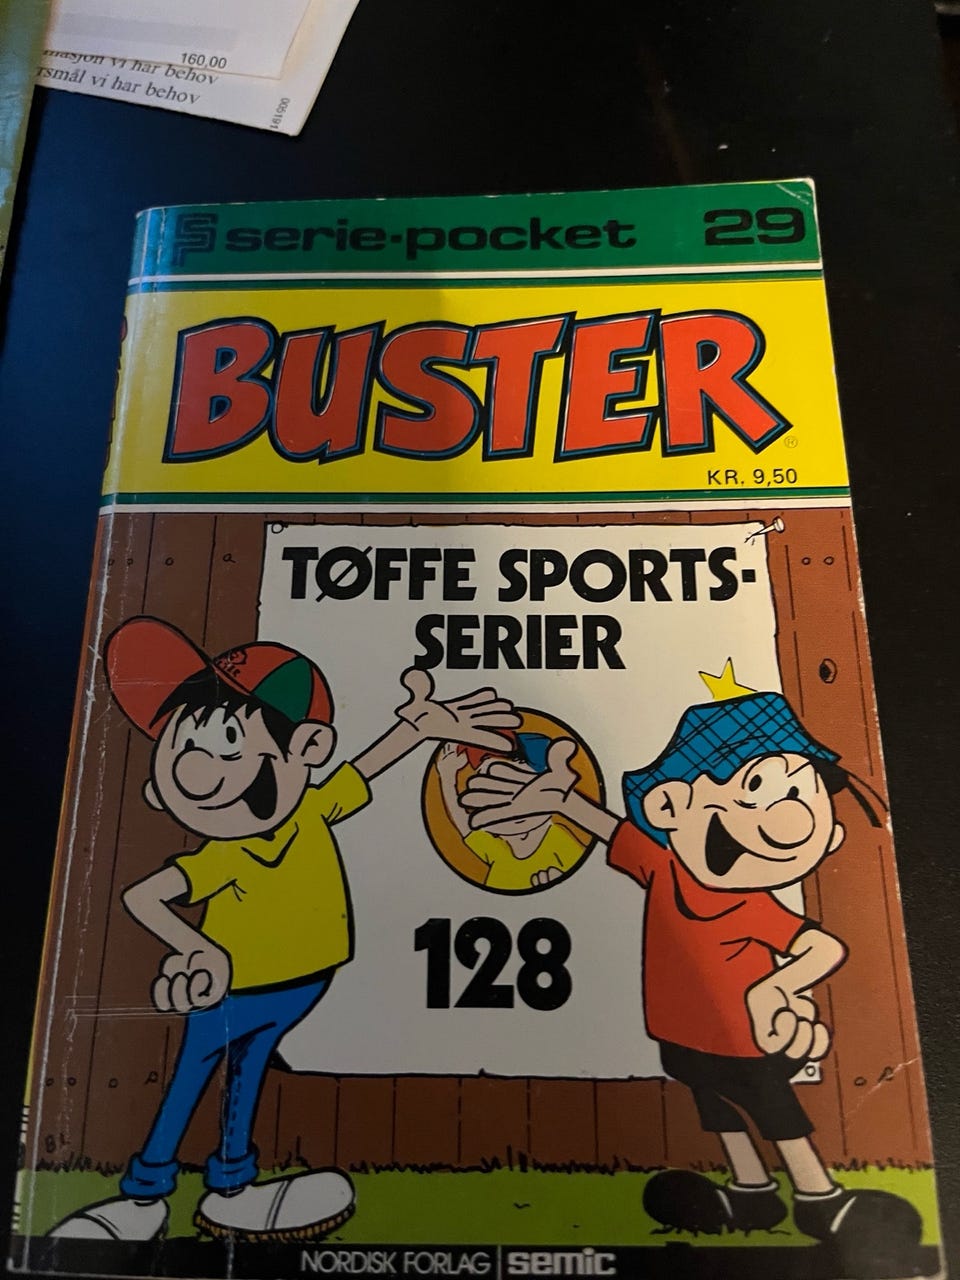 160,00
vi har behov
rsmål vi har behov
005191
serie-pocket 29
BUSTER
®
KR. 9,50
TØFFE SPORTS-
SERIER
128
NORDISK FORLAG | semic